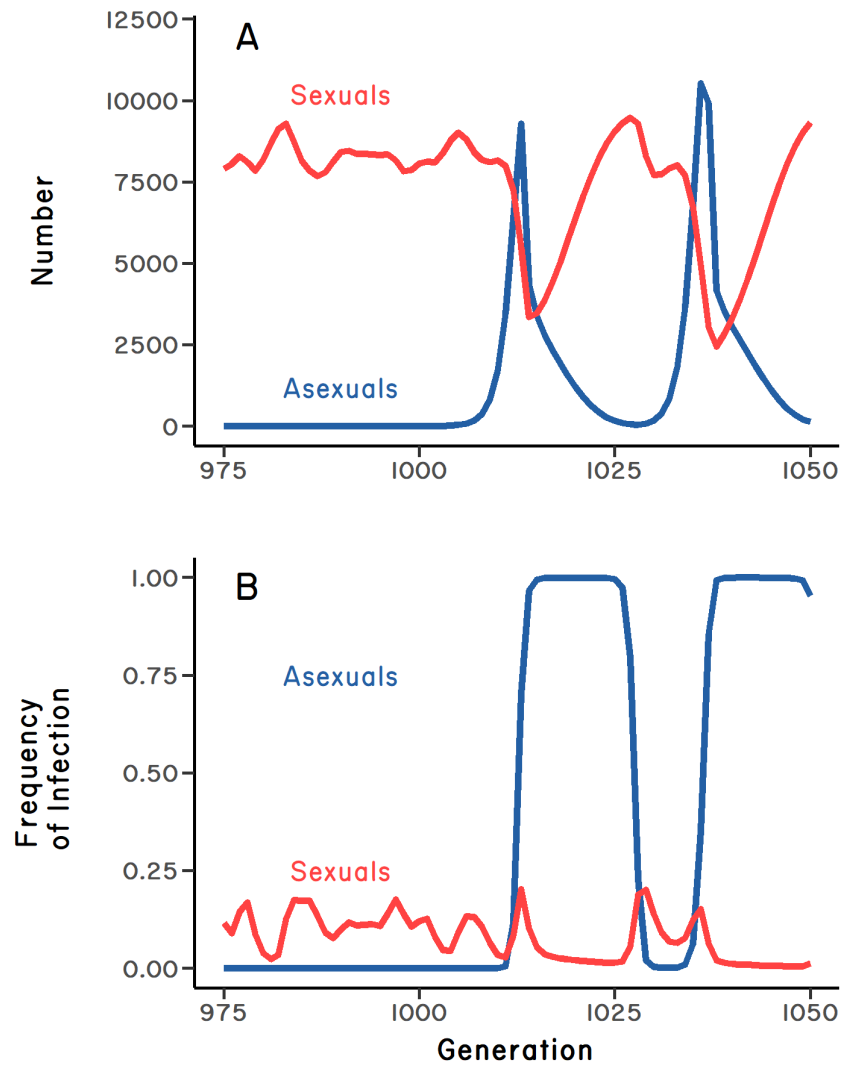 A
12500
10000
7500
5000
2500
0
Number
Sexuals
Asexuals
975 1000 1025 1050
B
1.00
0.75
0.50
0.25
0.00
Frequency
of Infection
Asexuals
Sexuals
975 1000 1025 1050
Generation